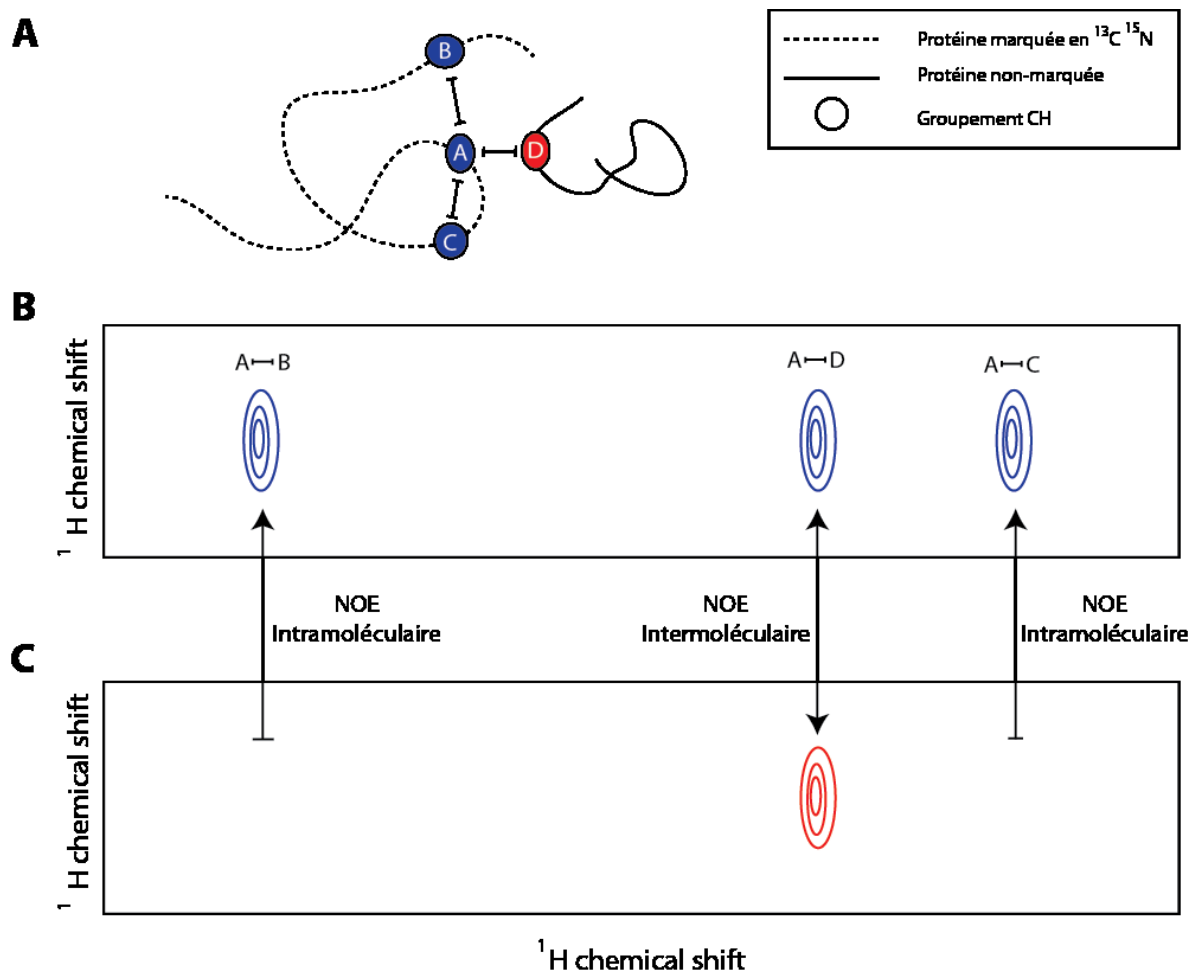 A
B
A
D
C
Protéine marquée en ¹³C ¹⁵N
Protéine non-marquée
Groupement CH
B
¹H chemical shift
A B
A D
A C
NOE
Intramoléculaire
NOE
Intermoléculaire
NOE
Intramoléculaire
C
¹H chemical shift
¹H chemical shift